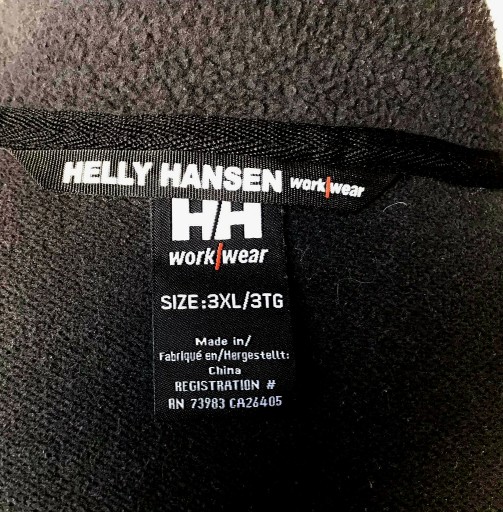 HELLY HANSEN work/wear
HH
work/wear
SIZE:3XL/3TG
Made in/
Fabriqué en/Hergestellt:
China
REGISTRATION #
RN 73983 CA26405